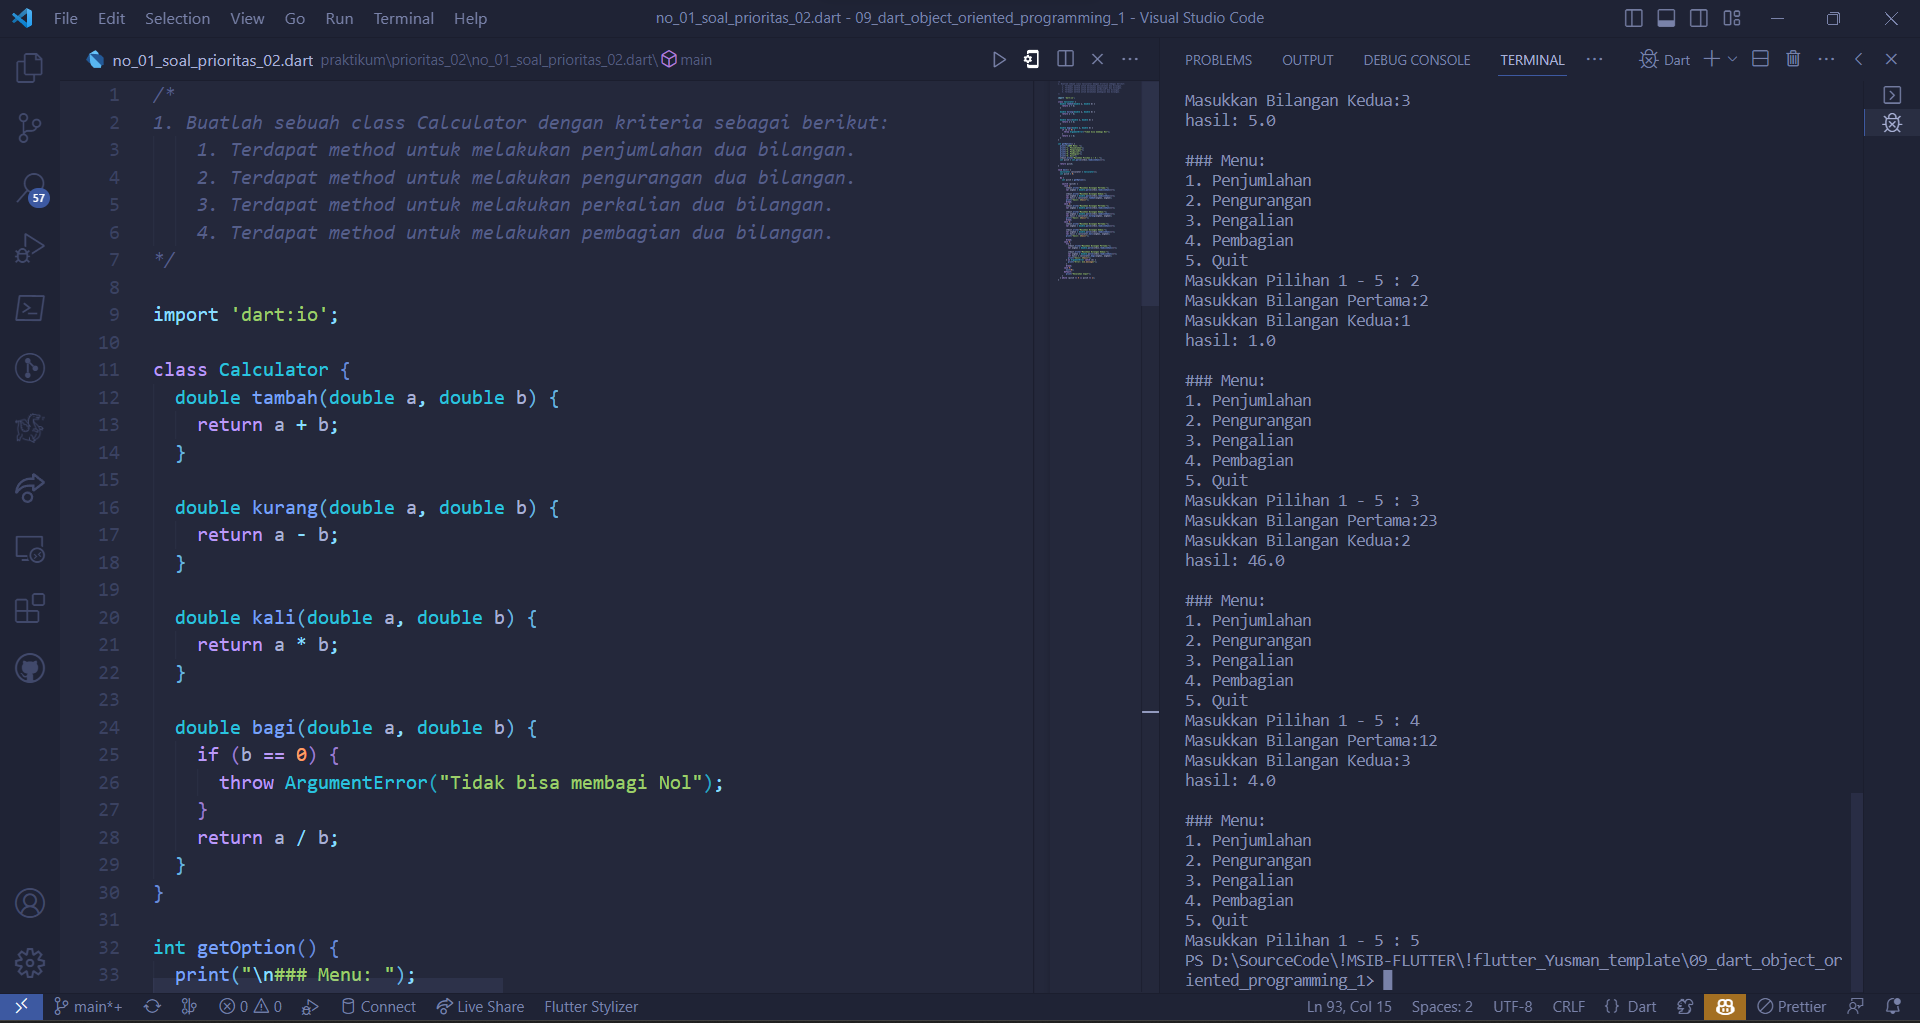 File Edit Selection View Go Run Terminal Help
no_01_soal_prioritas_02.dart - 09_dart_object_oriented_programming_1 - Visual Studio Code
no_01_soal_prioritas_02.dart praktikum\prioritas_02\no_01_soal_prioritas_02.dart\ main
57
1 /*
2 1. Buatlah sebuah class Calculator dengan kriteria sebagai berikut:
3 1. Terdapat method untuk melakukan penjumlahan dua bilangan.
4 2. Terdapat method untuk melakukan pengurangan dua bilangan.
5 3. Terdapat method untuk melakukan perkalian dua bilangan.
6 4. Terdapat method untuk melakukan pembagian dua bilangan.
7 */
8
9 import 'dart:io';
10
11 class Calculator {
12 double tambah(double a, double b) {
13 return a + b;
14 }
15
16 double kurang(double a, double b) {
17 return a - b;
18 }
19
20 double kali(double a, double b) {
21 return a * b;
22 }
23
24 double bagi(double a, double b) {
25 if (b == 0) {
26 throw ArgumentError("Tidak bisa membagi Nol");
27 }
28 return a / b;
29 }
30 }
31
32 int getOption() {
33 print("\n### Menu: ");
PROBLEMS OUTPUT DEBUG CONSOLE TERMINAL ··· Dart
Masukkan Bilangan Kedua:3
hasil: 5.0
### Menu:
1. Penjumlahan
2. Pengurangan
3. Pengalian
4. Pembagian
5. Quit
Masukkan Pilihan 1 - 5 : 2
Masukkan Bilangan Pertama:2
Masukkan Bilangan Kedua:1
hasil: 1.0
### Menu:
1. Penjumlahan
2. Pengurangan
3. Pengalian
4. Pembagian
5. Quit
Masukkan Pilihan 1 - 5 : 3
Masukkan Bilangan Pertama:23
Masukkan Bilangan Kedua:2
hasil: 46.0
### Menu:
1. Penjumlahan
2. Pengurangan
3. Pengalian
4. Pembagian
5. Quit
Masukkan Pilihan 1 - 5 : 4
Masukkan Bilangan Pertama:12
Masukkan Bilangan Kedua:3
hasil: 4.0
### Menu:
1. Penjumlahan
2. Pengurangan
3. Pengalian
4. Pembagian
5. Quit
Masukkan Pilihan 1 - 5 : 5
PS D:\SourceCode\!MSIB-FLUTTER\!flutter_Yusman_template\09_dart_object_or
iented_programming_1>
main*+ 0 0 Connect Live Share Flutter Stylizer Ln 93, Col 15 Spaces: 2 UTF-8 CRLF {} Dart Prettier